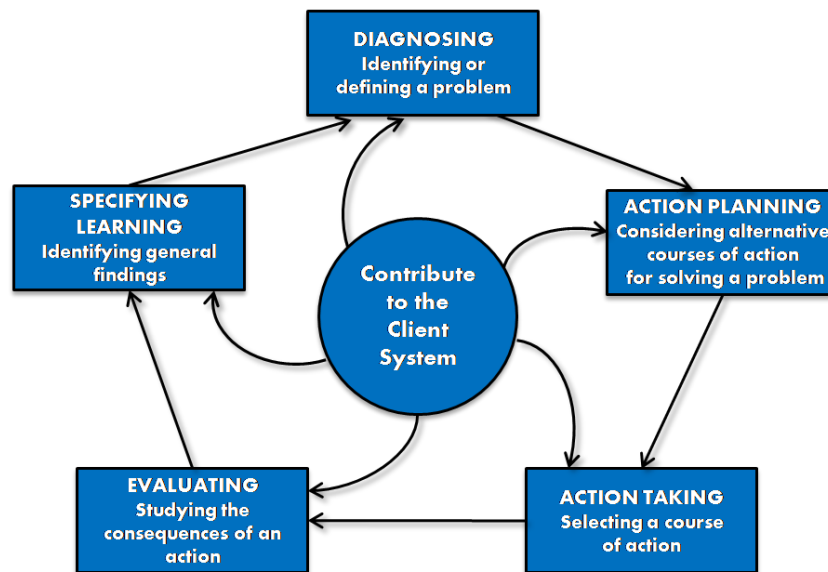 DIAGNOSING
Identifying or
defining a problem
SPECIFYING
LEARNING
Identifying general
findings
ACTION PLANNING
Considering alternative
courses of action
for solving a problem
Contribute
to the
Client
System
EVALUATING
Studying the
consequences of an
action
ACTION TAKING
Selecting a course
of action